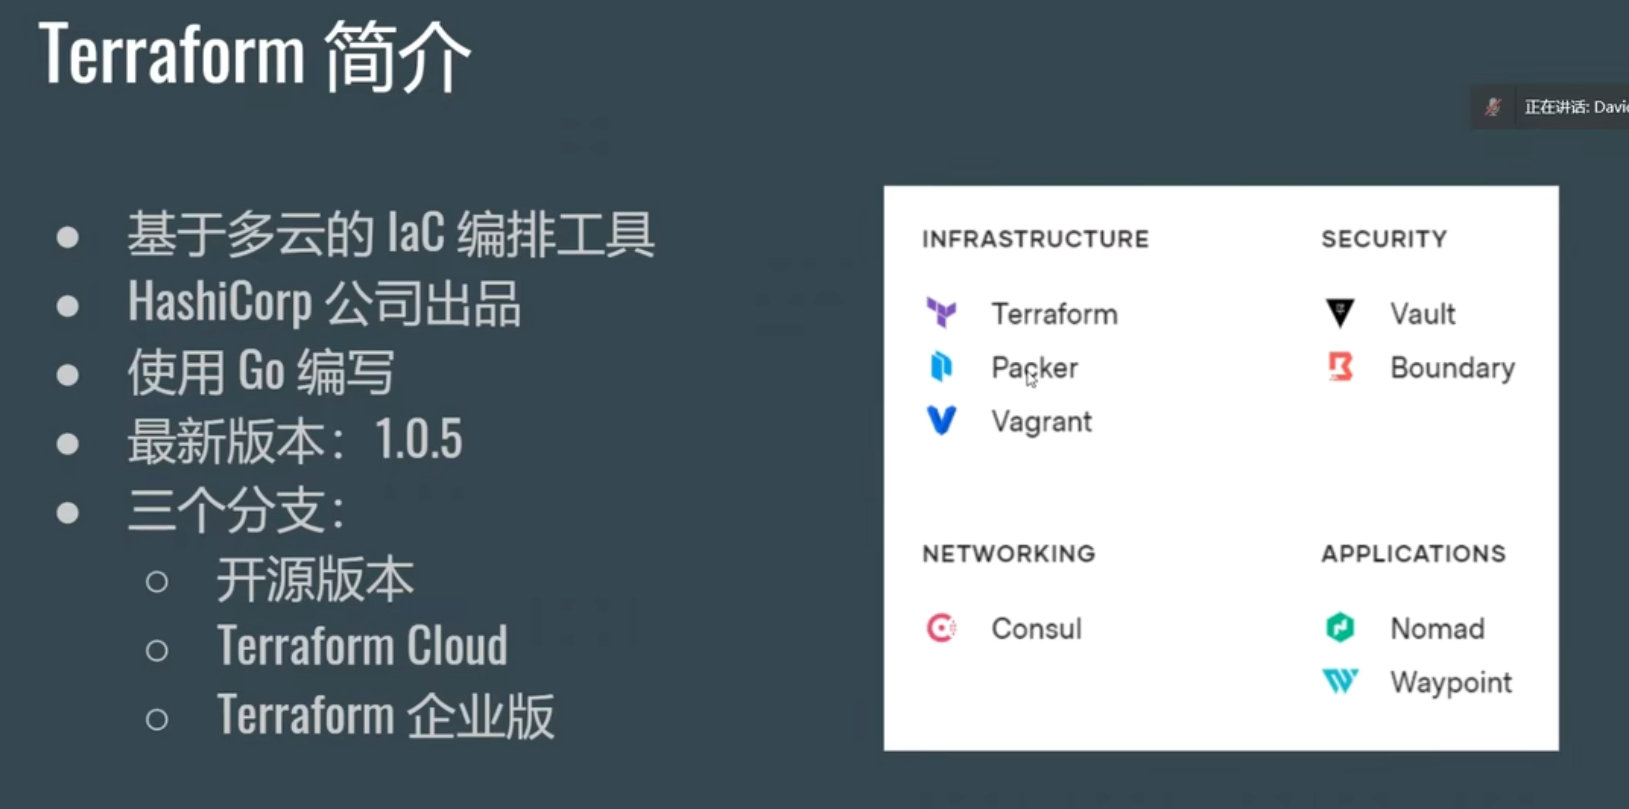 Terraform 简介
正在讲话:
基于多云的 IaC 编排工具
HashiCorp 公司出品
使用 Go 编写
最新版本：1.0.5
三个分支：
开源版本
Terraform Cloud
Terraform 企业版
INFRASTRUCTURE
Terraform
Packer
Vagrant
SECURITY
Vault
Boundary
NETWORKING
Consul
APPLICATIONS
Nomad
Waypoint